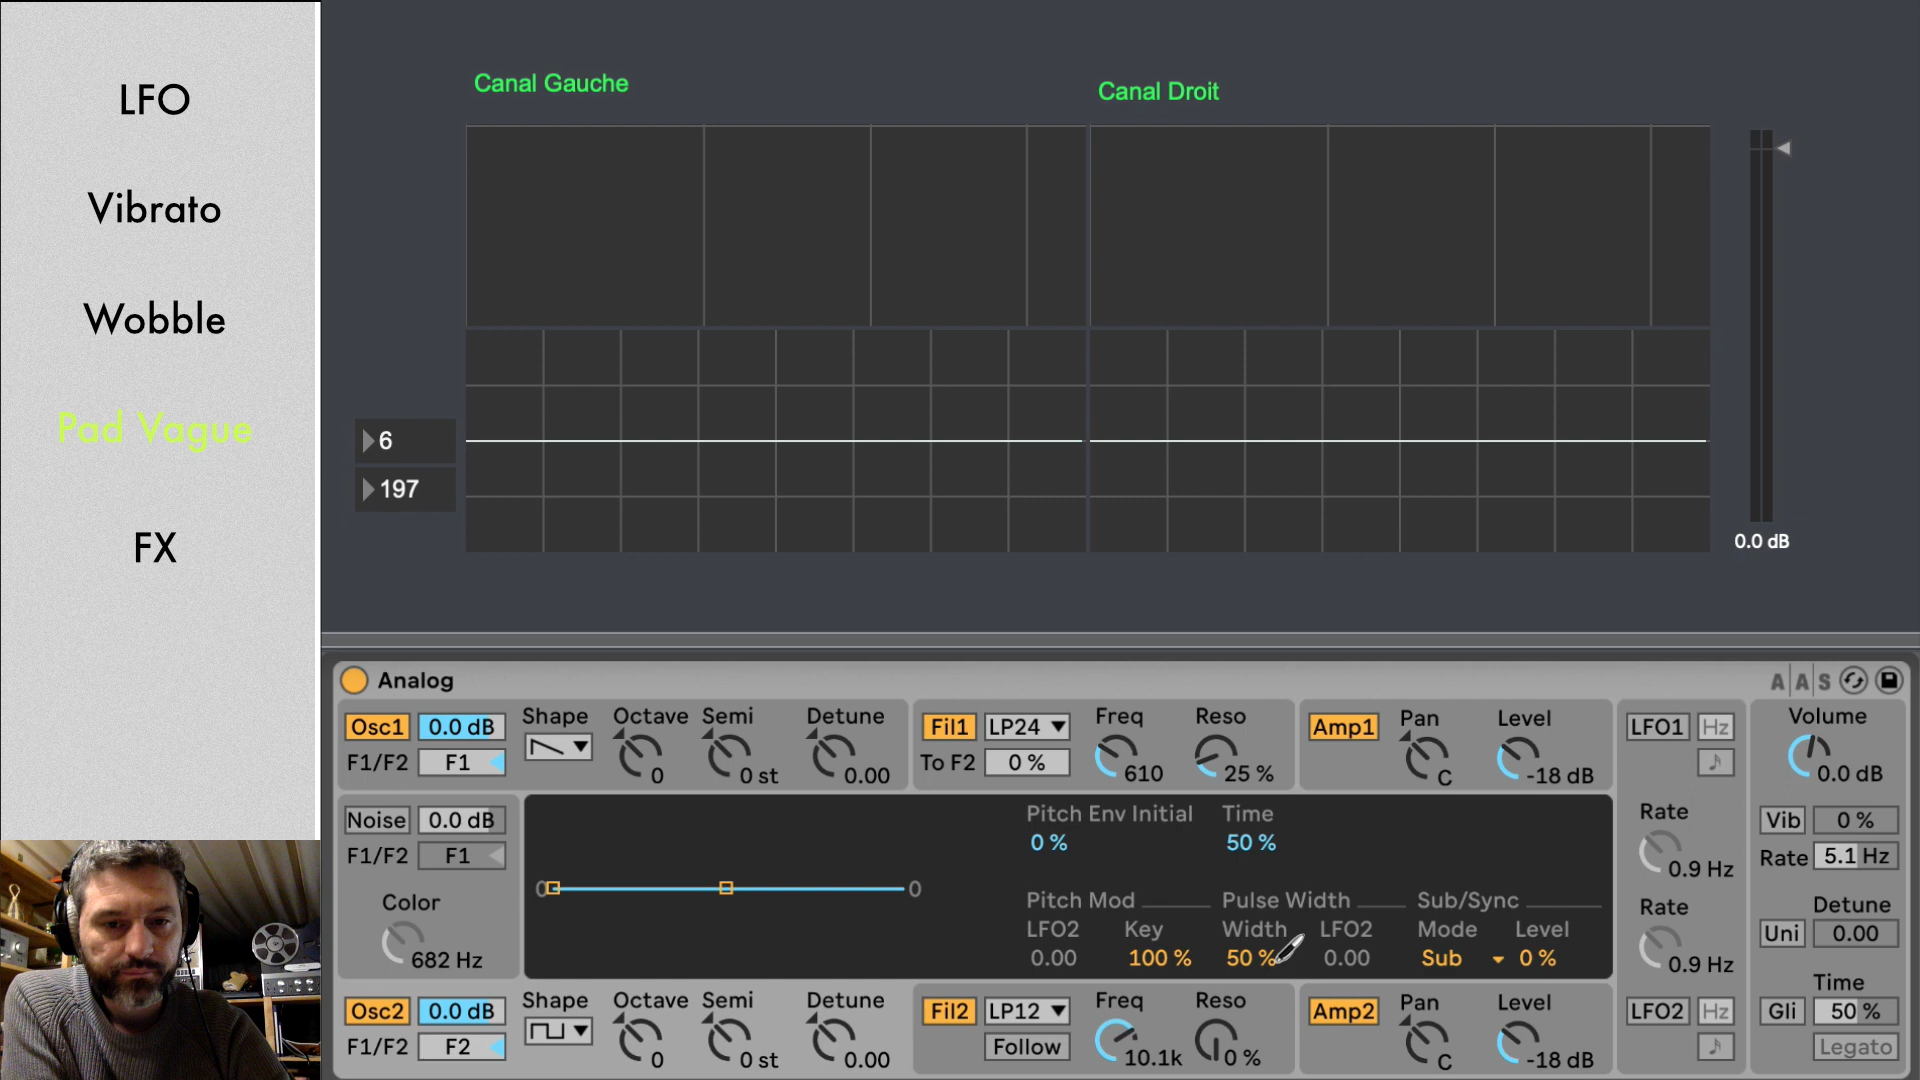 LFO
Vibrato
Wobble
Pad Vague
FX
Canal Gauche
Canal Droit
6
197
0.0 dB
Analog
A A S
Osc1 0.0 dB Shape Octave Semi Detune
F1/F2 F1 0 0 st 0.00
Fil1 LP24 Freq Reso
To F2 0 % 610 25 %
Amp1 Pan Level
C -18 dB
LFO1 Hz
Volume
0.0 dB
Noise 0.0 dB
F1/F2 F1
Color
682 Hz
0 0
Pitch Env Initial Time
0 % 50 %
Pitch Mod Pulse Width Sub/Sync
LFO2 Key Width LFO2 Mode Level
0.00 100 % 50 % 0.00 Sub 0 %
Rate
0.9 Hz
Rate
0.9 Hz
Vib 0 %
Rate 5.1 Hz
Detune
Uni 0.00
Time
Gli 50 %
Legato
Osc2 0.0 dB Shape Octave Semi Detune
F1/F2 F2 0 0 st 0.00
Fil2 LP12 Freq Reso
Follow 10.1k 0 %
Amp2 Pan Level
C -18 dB
LFO2 Hz